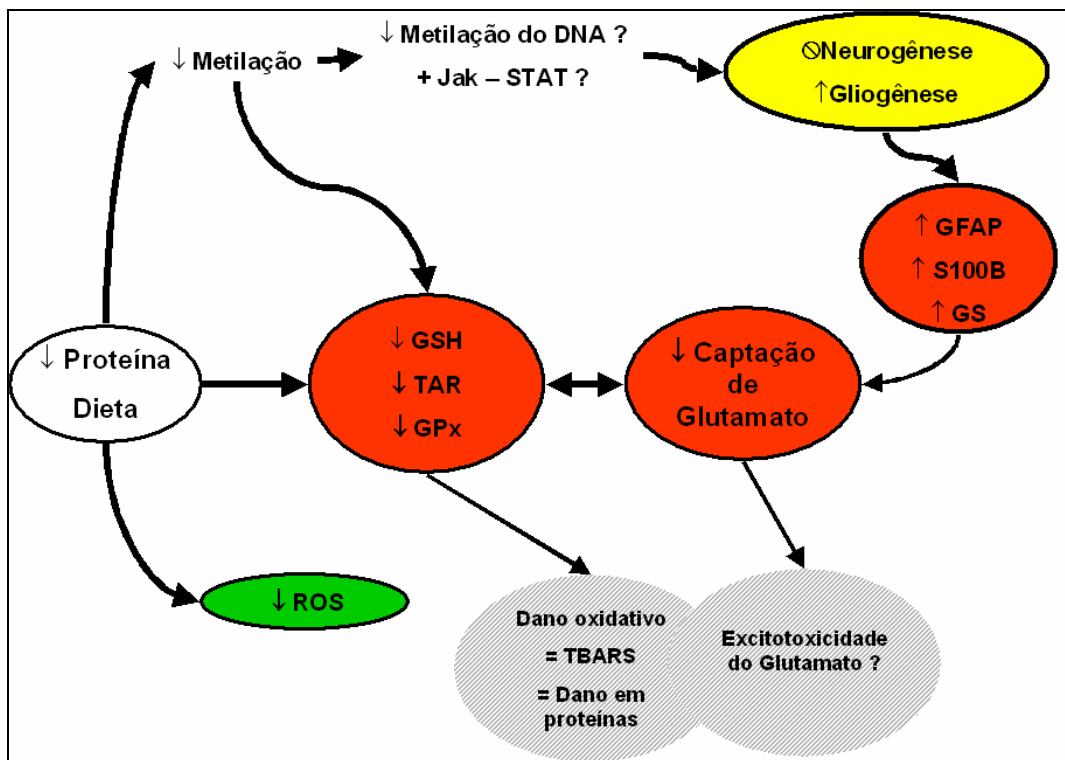 ↓ Metilação
↓ Metilação do DNA ?
+ Jak – STAT ?
⦸Neurogênese
↑Gliogênese
↑ GFAP
↑ S100B
↑ GS
↓ Proteína
Dieta
↓ GSH
↓ TAR
↓ GPx
↓ Captação
de
Glutamato
↓ ROS
Dano oxidativo
= TBARS
= Dano em
proteínas
Excitotoxicidade
do Glutamato ?